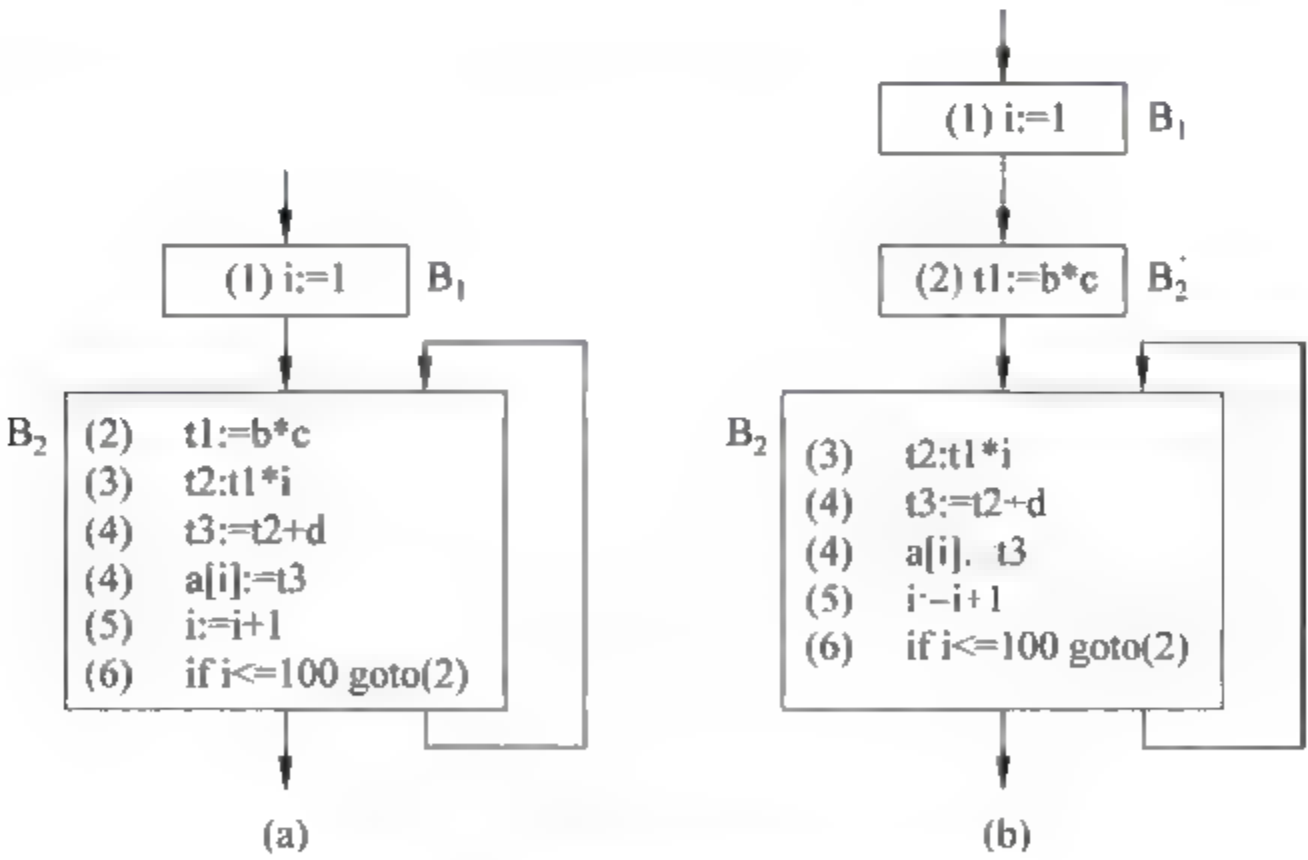 (1) i:=1 B₁
B₂
(2) t1:=b*c
(3) t2:t1*i
(4) t3:=t2+d
(4) a[i]:=t3
(5) i:=i+1
(6) if i<=100 goto(2)
(a)
(1) i:=1 B₁
(2) t1:=b*c B₂'
B₂
(3) t2:t1*i
(4) t3:=t2+d
(4) a[i]. t3
(5) i:=i+1
(6) if i<=100 goto(2)
(b)